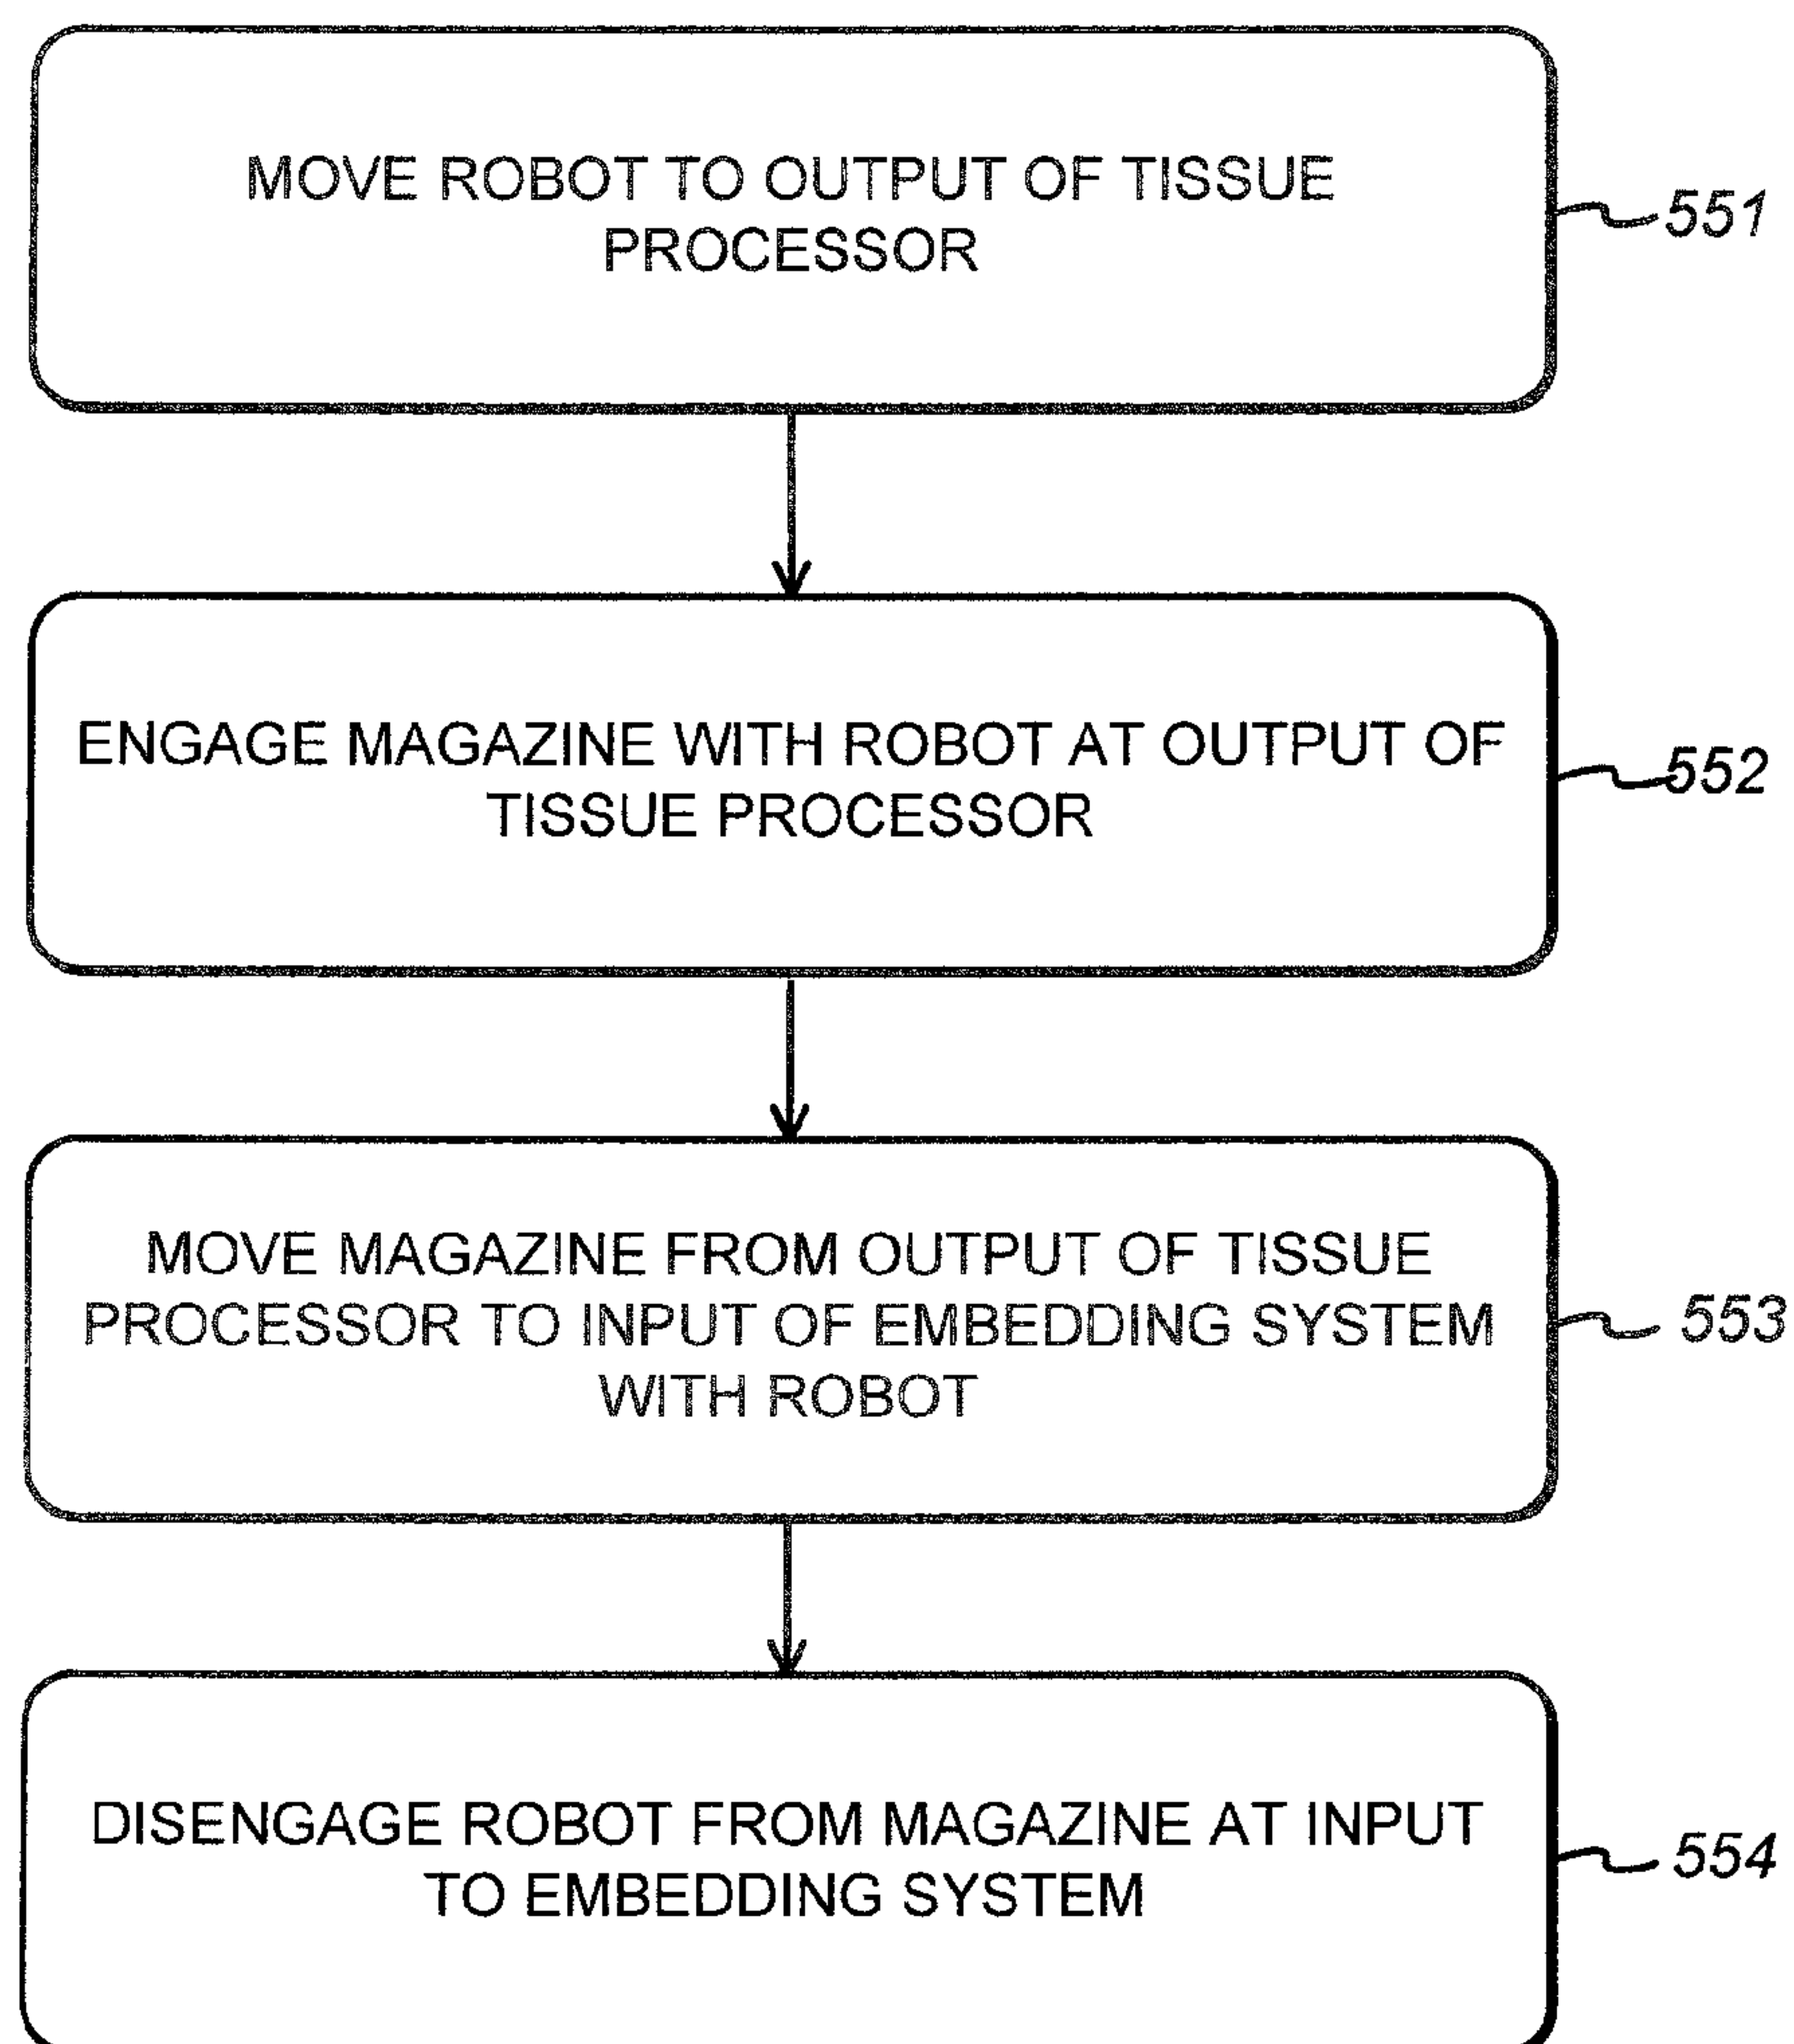 MOVE ROBOT TO OUTPUT OF TISSUE
PROCESSOR
551
ENGAGE MAGAZINE WITH ROBOT AT OUTPUT OF
TISSUE PROCESSOR
552
MOVE MAGAZINE FROM OUTPUT OF TISSUE
PROCESSOR TO INPUT OF EMBEDDING SYSTEM
WITH ROBOT
553
DISENGAGE ROBOT FROM MAGAZINE AT INPUT
TO EMBEDDING SYSTEM
554